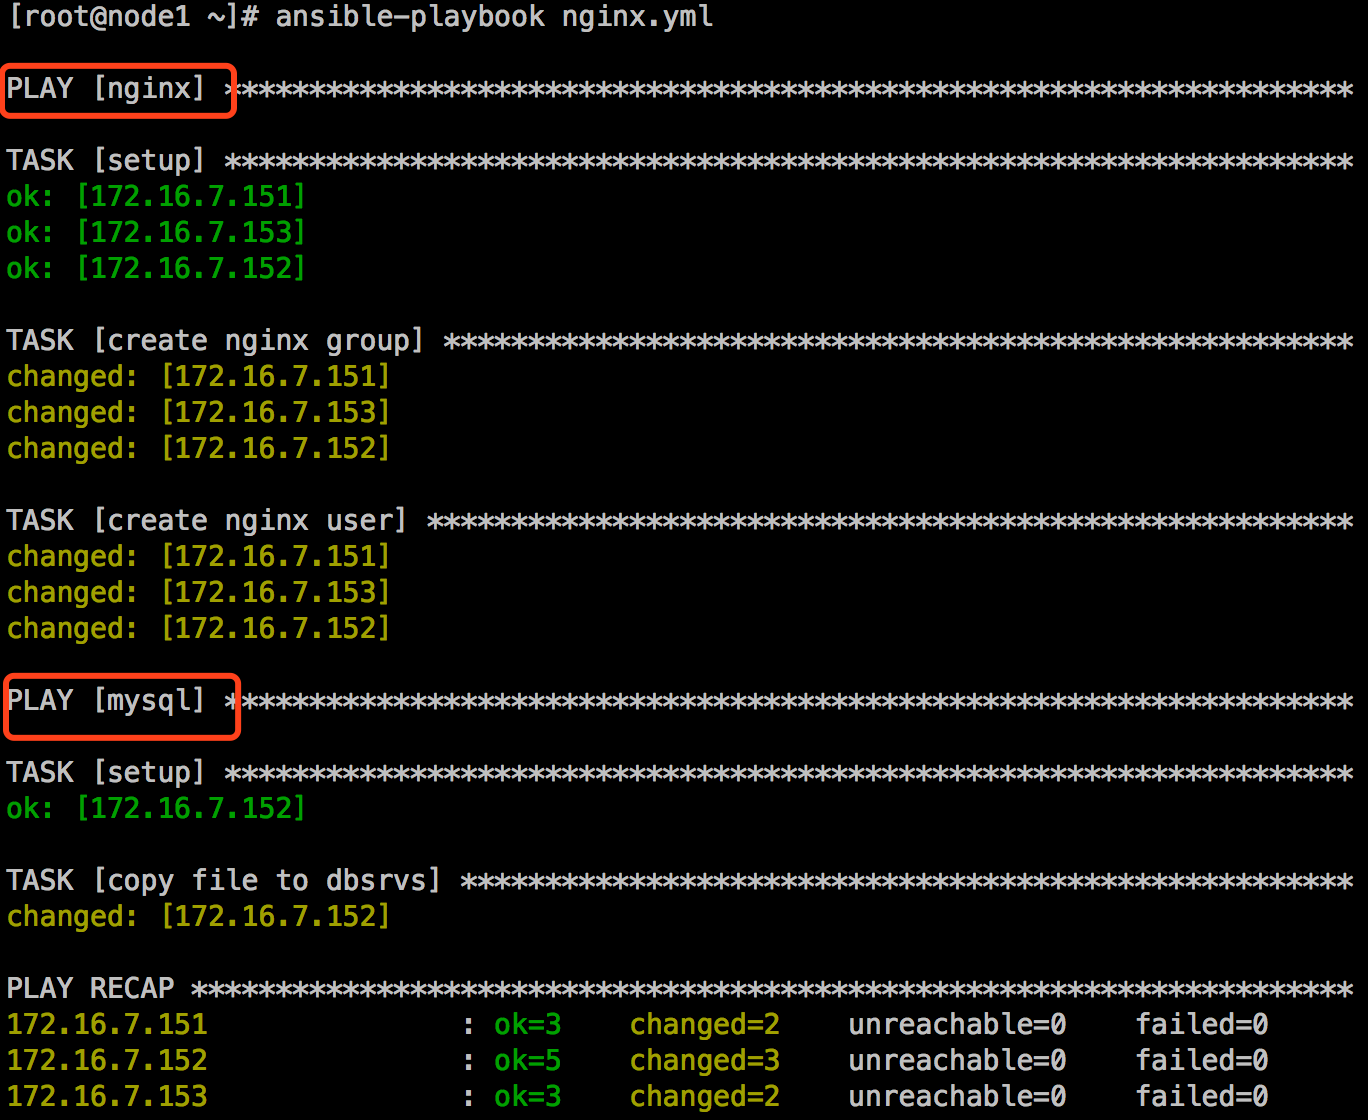 [root@node1 ~]# ansible-playbook nginx.yml
PLAY [nginx] *******************************************************************
TASK [setup] *******************************************************************
ok: [172.16.7.151]
ok: [172.16.7.153]
ok: [172.16.7.152]
TASK [create nginx group] ******************************************************
changed: [172.16.7.151]
changed: [172.16.7.153]
changed: [172.16.7.152]
TASK [create nginx user] *******************************************************
changed: [172.16.7.151]
changed: [172.16.7.153]
changed: [172.16.7.152]
PLAY [mysql] *******************************************************************
TASK [setup] *******************************************************************
ok: [172.16.7.152]
TASK [copy file to dbsrvs] *****************************************************
changed: [172.16.7.152]
PLAY RECAP *********************************************************************
172.16.7.151               : ok=3    changed=2    unreachable=0    failed=0
172.16.7.152               : ok=5    changed=3    unreachable=0    failed=0
172.16.7.153               : ok=3    changed=2    unreachable=0    failed=0